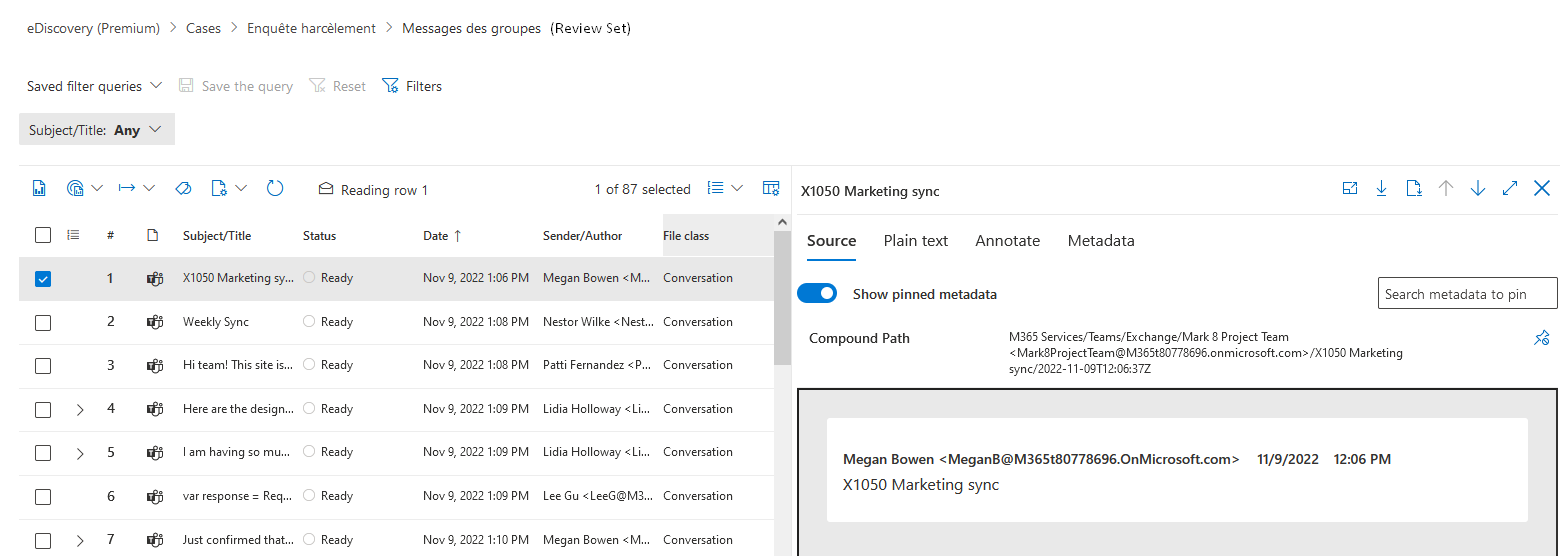 eDiscovery (Premium) > Cases > Enquête harcèlement > Messages des groupes (Review Set)
Saved filter queries Save the query Reset Filters
Subject/Title: Any
Reading row 1 1 of 87 selected
# Subject/Title Status Date ↑ Sender/Author File class
1 X1050 Marketing sy... Ready Nov 9, 2022 1:06 PM Megan Bowen <M... Conversation
2 Weekly Sync Ready Nov 9, 2022 1:08 PM Nestor Wilke <Nest... Conversation
3 Hi team! This site is... Ready Nov 9, 2022 1:08 PM Patti Fernandez <P... Conversation
4 Here are the design... Ready Nov 9, 2022 1:09 PM Lidia Holloway <Li... Conversation
5 I am having so mu... Ready Nov 9, 2022 1:09 PM Lidia Holloway <Li... Conversation
6 var response = Req... Ready Nov 9, 2022 1:09 PM Lee Gu <LeeG@M3... Conversation
7 Just confirmed that... Ready Nov 9, 2022 1:10 PM Megan Bowen <M... Conversation
X1050 Marketing sync
Source Plain text Annotate Metadata
Show pinned metadata Search metadata to pin
Compound Path M365 Services/Teams/Exchange/Mark 8 Project Team
<Mark8ProjectTeam@M365t80778696.onmicrosoft.com>/X1050 Marketing
sync/2022-11-09T12:06:37Z
Megan Bowen <MeganB@M365t80778696.OnMicrosoft.com> 11/9/2022 12:06 PM
X1050 Marketing sync